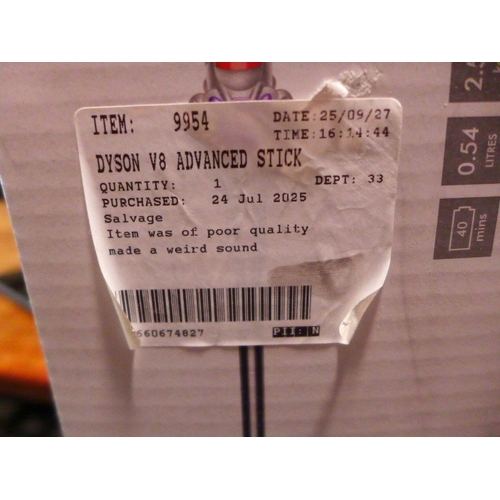 ITEM: 9954 DATE: 25/09/27
TIME: 16:14:44
DYSON V8 ADVANCED STICK
QUANTITY: 1 DEPT: 33
PURCHASED: 24 Jul 2025
Salvage
Item was of poor quality
made a weird sound
560674827 PII: N
0.54
LITRES
40
mins